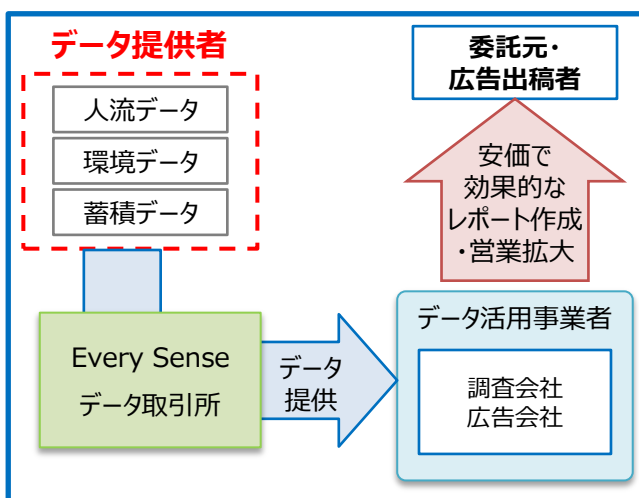 データ提供者
人流データ
環境データ
蓄積データ
Every Sense
データ取引所
データ
提供
データ活用事業者
調査会社
広告会社
安価で
効果的な
レポート作成
・営業拡大
委託元・
広告出稿者